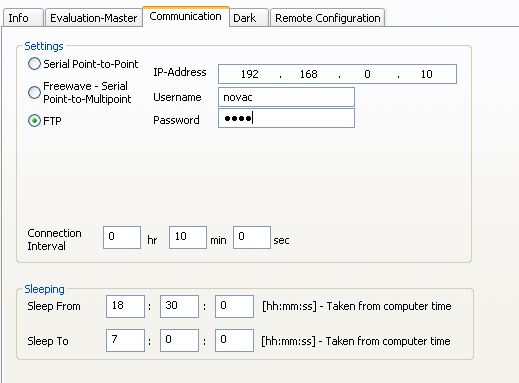 Info Evaluation-Master Communication Dark Remote Configuration
Settings
Serial Point-to-Point
Freewave - Serial
Point-to-Multipoint
FTP
IP-Address 192 . 168 . 0 . 10
Username novac
Password ●●●●
Connection
Interval 0 hr 10 min 0 sec
Sleeping
Sleep From 18 : 30 : 0 [hh:mm:ss] - Taken from computer time
Sleep To 7 : 0 : 0 [hh:mm:ss] - Taken from computer time